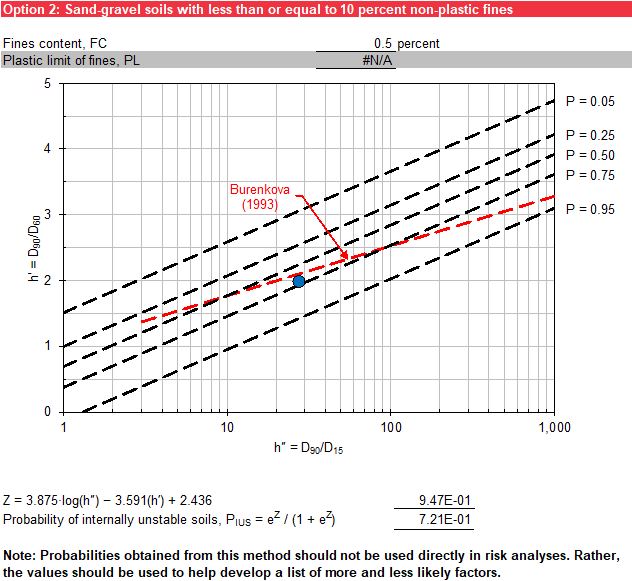 Option 2: Sand-gravel soils with less than or equal to 10 percent non-plastic fines
Fines content, FC 0.5 percent
Plastic limit of fines, PL #N/A
5
P = 0.05
P = 0.25
4
P = 0.50
P = 0.75
Burenkova
(1993)
3
P = 0.95
h' = D90/D60
2
1
0
1 10 100 1,000
h″ = D90/D15
Z = 3.875·log(h″) − 3.591(h′) + 2.436 9.47E-01
Probability of internally unstable soils, PIUS = eZ / (1 + eZ) 7.21E-01
Note: Probabilities obtained from this method should not be used directly in risk analyses. Rather,
the values should be used to help develop a list of more and less likely factors.